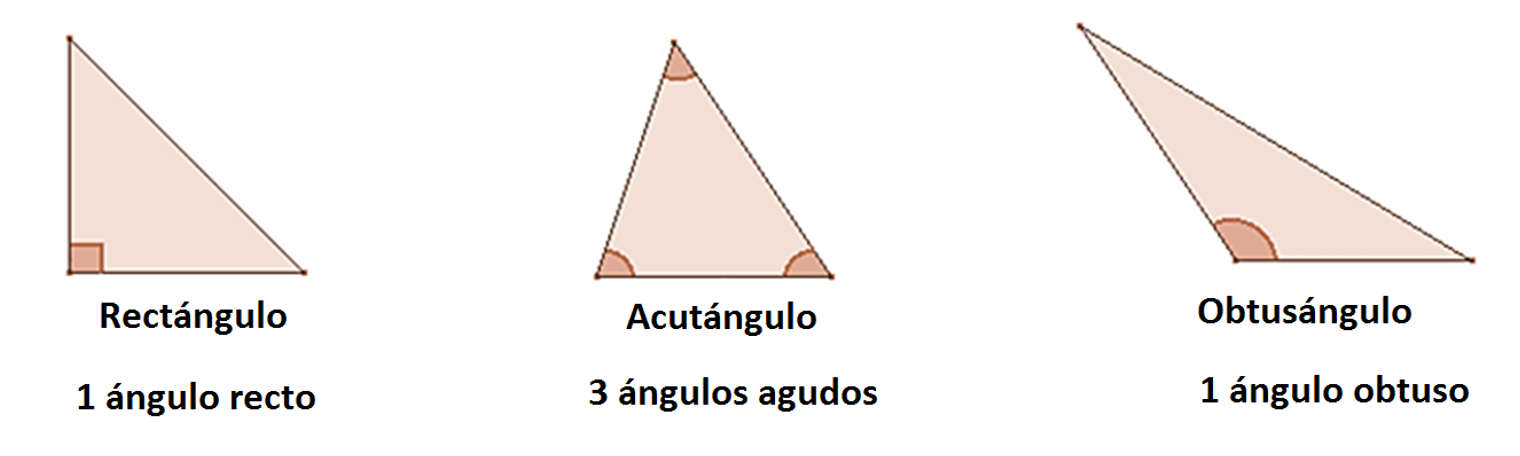 Rectángulo
1 ángulo recto
Acutángulo
3 ángulos agudos
Obtusángulo
1 ángulo obtuso